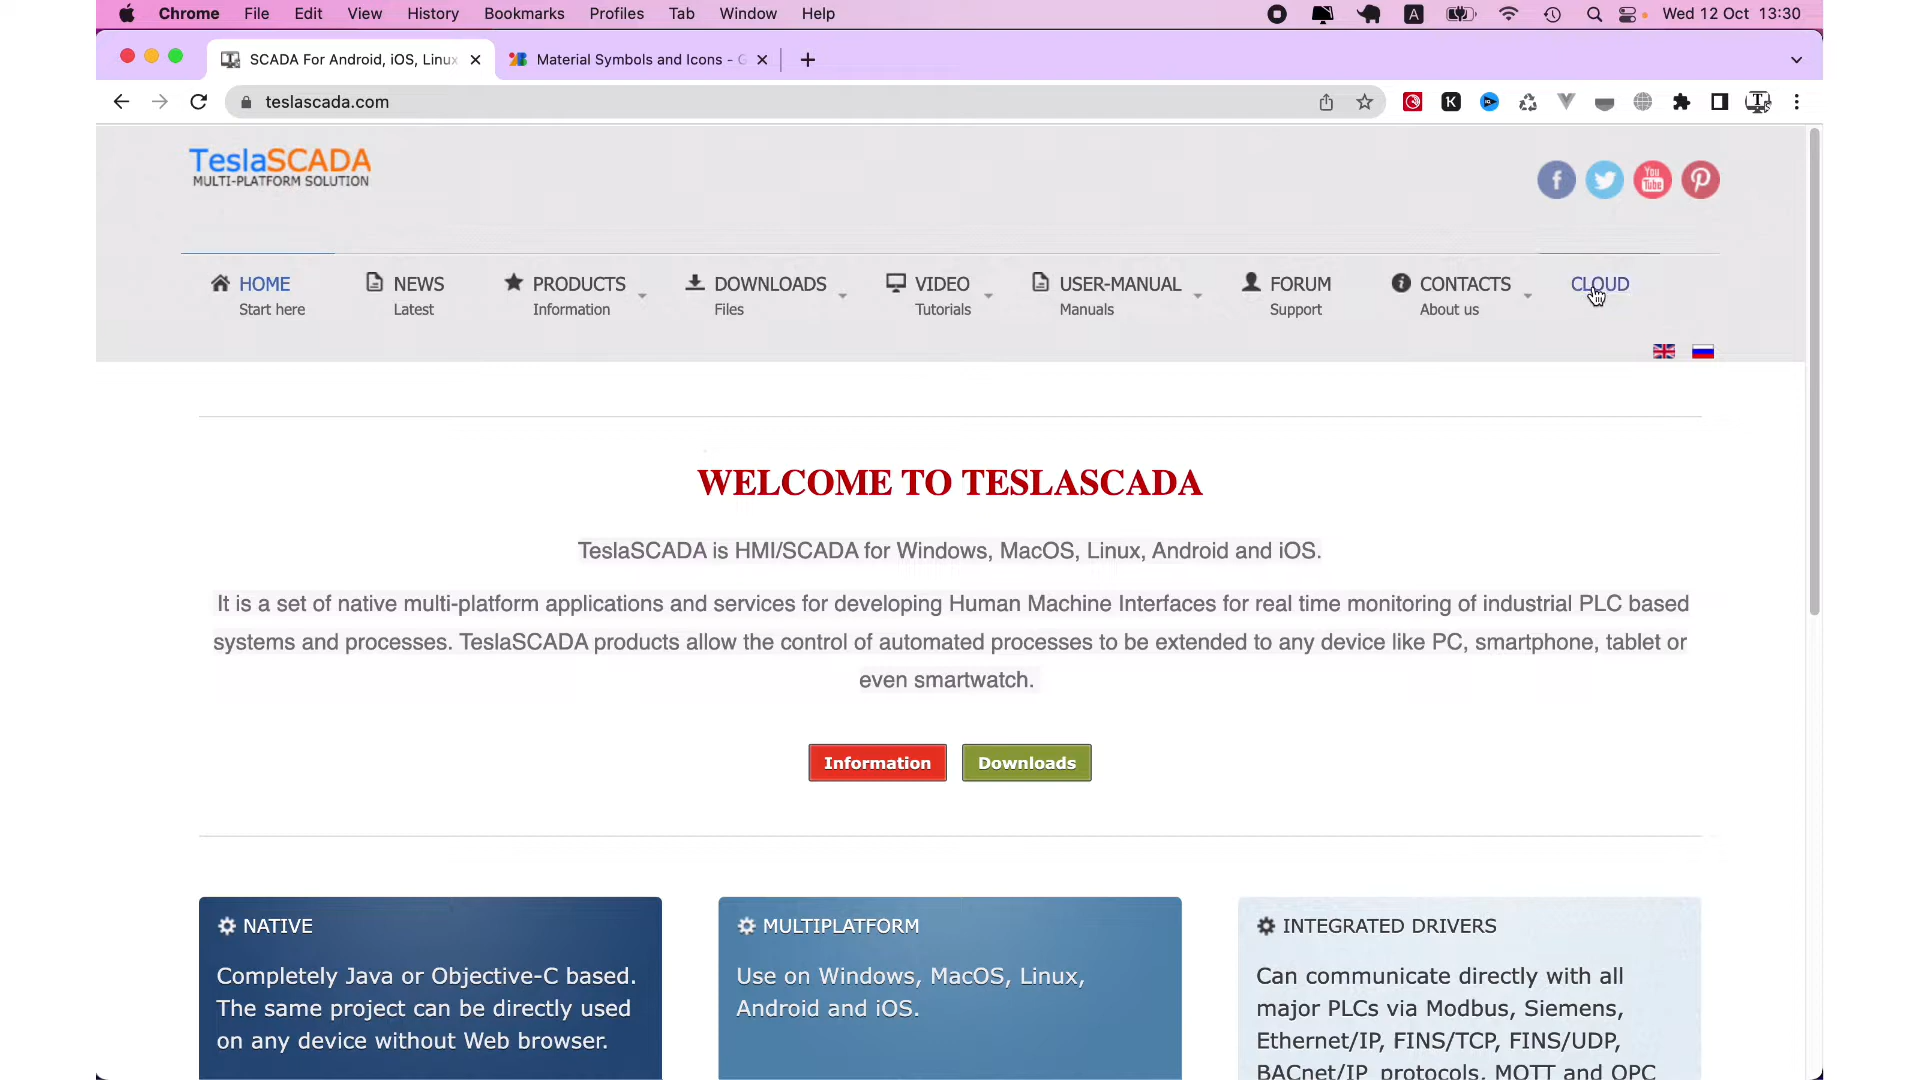 Chrome File Edit View History Bookmarks Profiles Tab Window Help A Wed 12 Oct 13:30
SCADA For Android, iOS, Linux Material Symbols and Icons - G
teslascada.com
TeslaSCADA
MULTI-PLATFORM SOLUTION
You Tube
HOME NEWS PRODUCTS DOWNLOADS VIDEO USER-MANUAL FORUM CONTACTS CLOUD
Start here Latest Information Files Tutorials Manuals Support About us
WELCOME TO TESLASCADA
TeslaSCADA is HMI/SCADA for Windows, MacOS, Linux, Android and iOS.
It is a set of native multi-platform applications and services for developing Human Machine Interfaces for real time monitoring of industrial PLC based
systems and processes. TeslaSCADA products allow the control of automated processes to be extended to any device like PC, smartphone, tablet or
even smartwatch.
Information Downloads
NATIVE
Completely Java or Objective-C based.
The same project can be directly used
on any device without Web browser.
MULTIPLATFORM
Use on Windows, MacOS, Linux,
Android and iOS.
INTEGRATED DRIVERS
Can communicate directly with all
major PLCs via Modbus, Siemens,
Ethernet/IP, FINS/TCP, FINS/UDP,
BACnet/IP protocols, MQTT and OPC